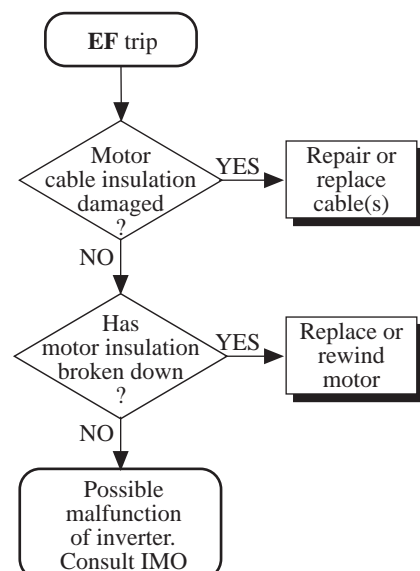 EF trip
Motor
cable insulation
damaged
?
YES
Repair or
replace
cable(s)
NO
Has
motor insulation
broken down
?
YES
Replace or
rewind
motor
NO
Possible
malfunction
of inverter.
Consult IMO